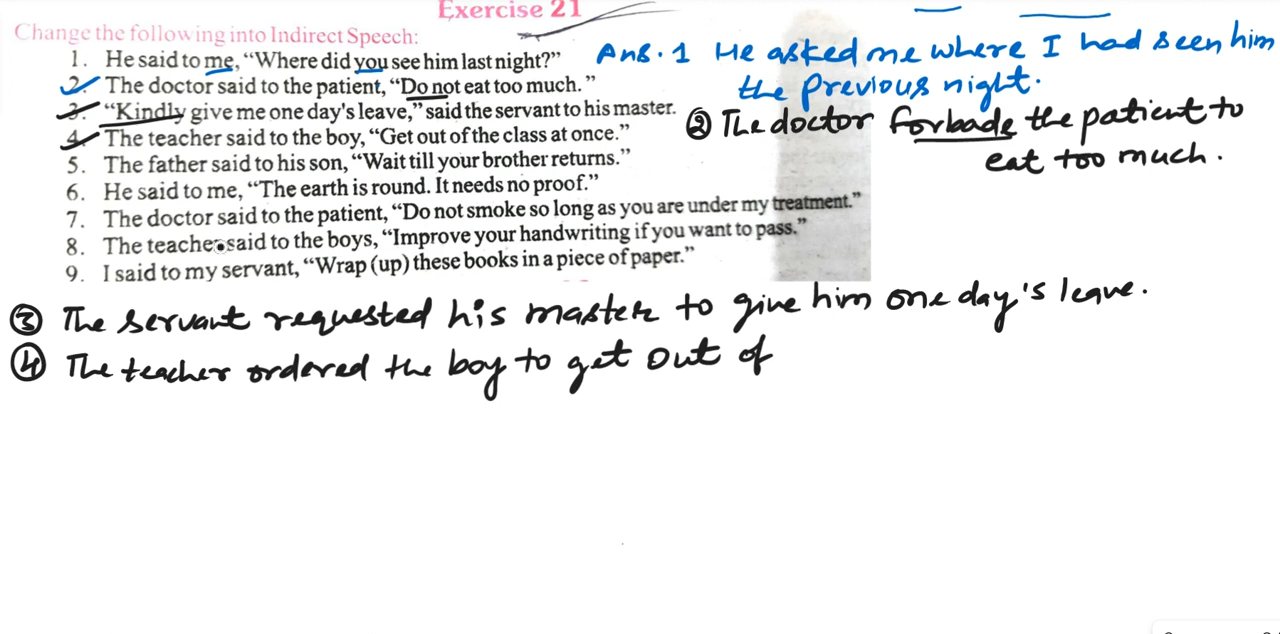 Exercise 21
Change the following into Indirect Speech:
1. He said to me, “Where did you see him last night?”
2. The doctor said to the patient, “Do not eat too much.”
3. “Kindly give me one day's leave,” said the servant to his master.
4. The teacher said to the boy, “Get out of the class at once.”
5. The father said to his son, “Wait till your brother returns.”
6. He said to me, “The earth is round. It needs no proof.”
7. The doctor said to the patient, “Do not smoke so long as you are under my treatment.”
8. The teacher said to the boys, “Improve your handwriting if you want to pass.”
9. I said to my servant, “Wrap (up) these books in a piece of paper.”
Ans. 1 He asked me where I had seen him
the previous night.
② The doctor forbade the patient to
eat too much.
③ The servant requested his master to give him one day's leave.
④ The teacher ordered the boy to get out of